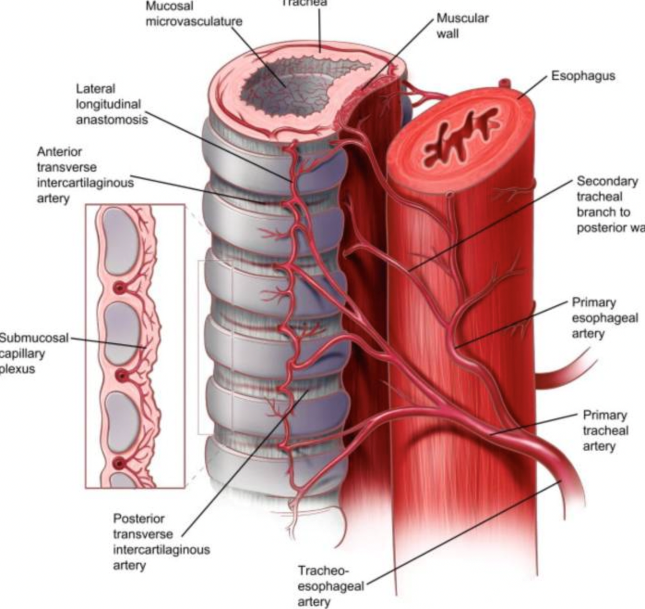 Mucosal
microvasculature
Trachea
Muscular
wall
Esophagus
Lateral
longitudinal
anastomosis
Anterior
transverse
intercartilaginous
artery
Secondary
tracheal
branch to
posterior wa
Submucosal
capillary
plexus
Primary
esophageal
artery
Primary
tracheal
artery
Posterior
transverse
intercartilaginous
artery
Tracheo-
esophageal
artery